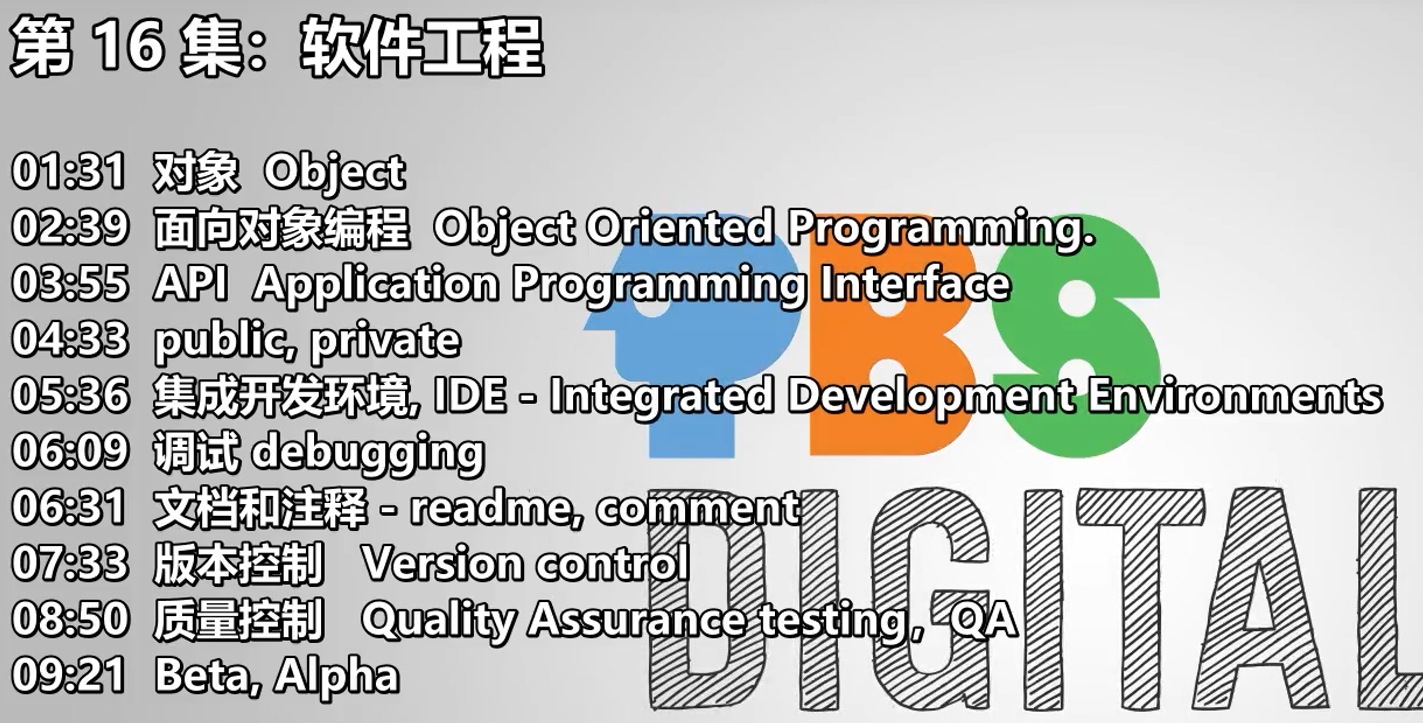 第 16 集：软件工程
01:31 对象 Object
02:39 面向对象编程 Object Oriented Programming.
03:55 API Application Programming Interface
04:33 public, private
05:36 集成开发环境, IDE - Integrated Development Environments
06:09 调试 debugging
06:31 文档和注释 - readme, comment
07:33 版本控制 Version control
08:50 质量控制 Quality Assurance testing，QA
09:21 Beta, Alpha
PBS
DIGITAL